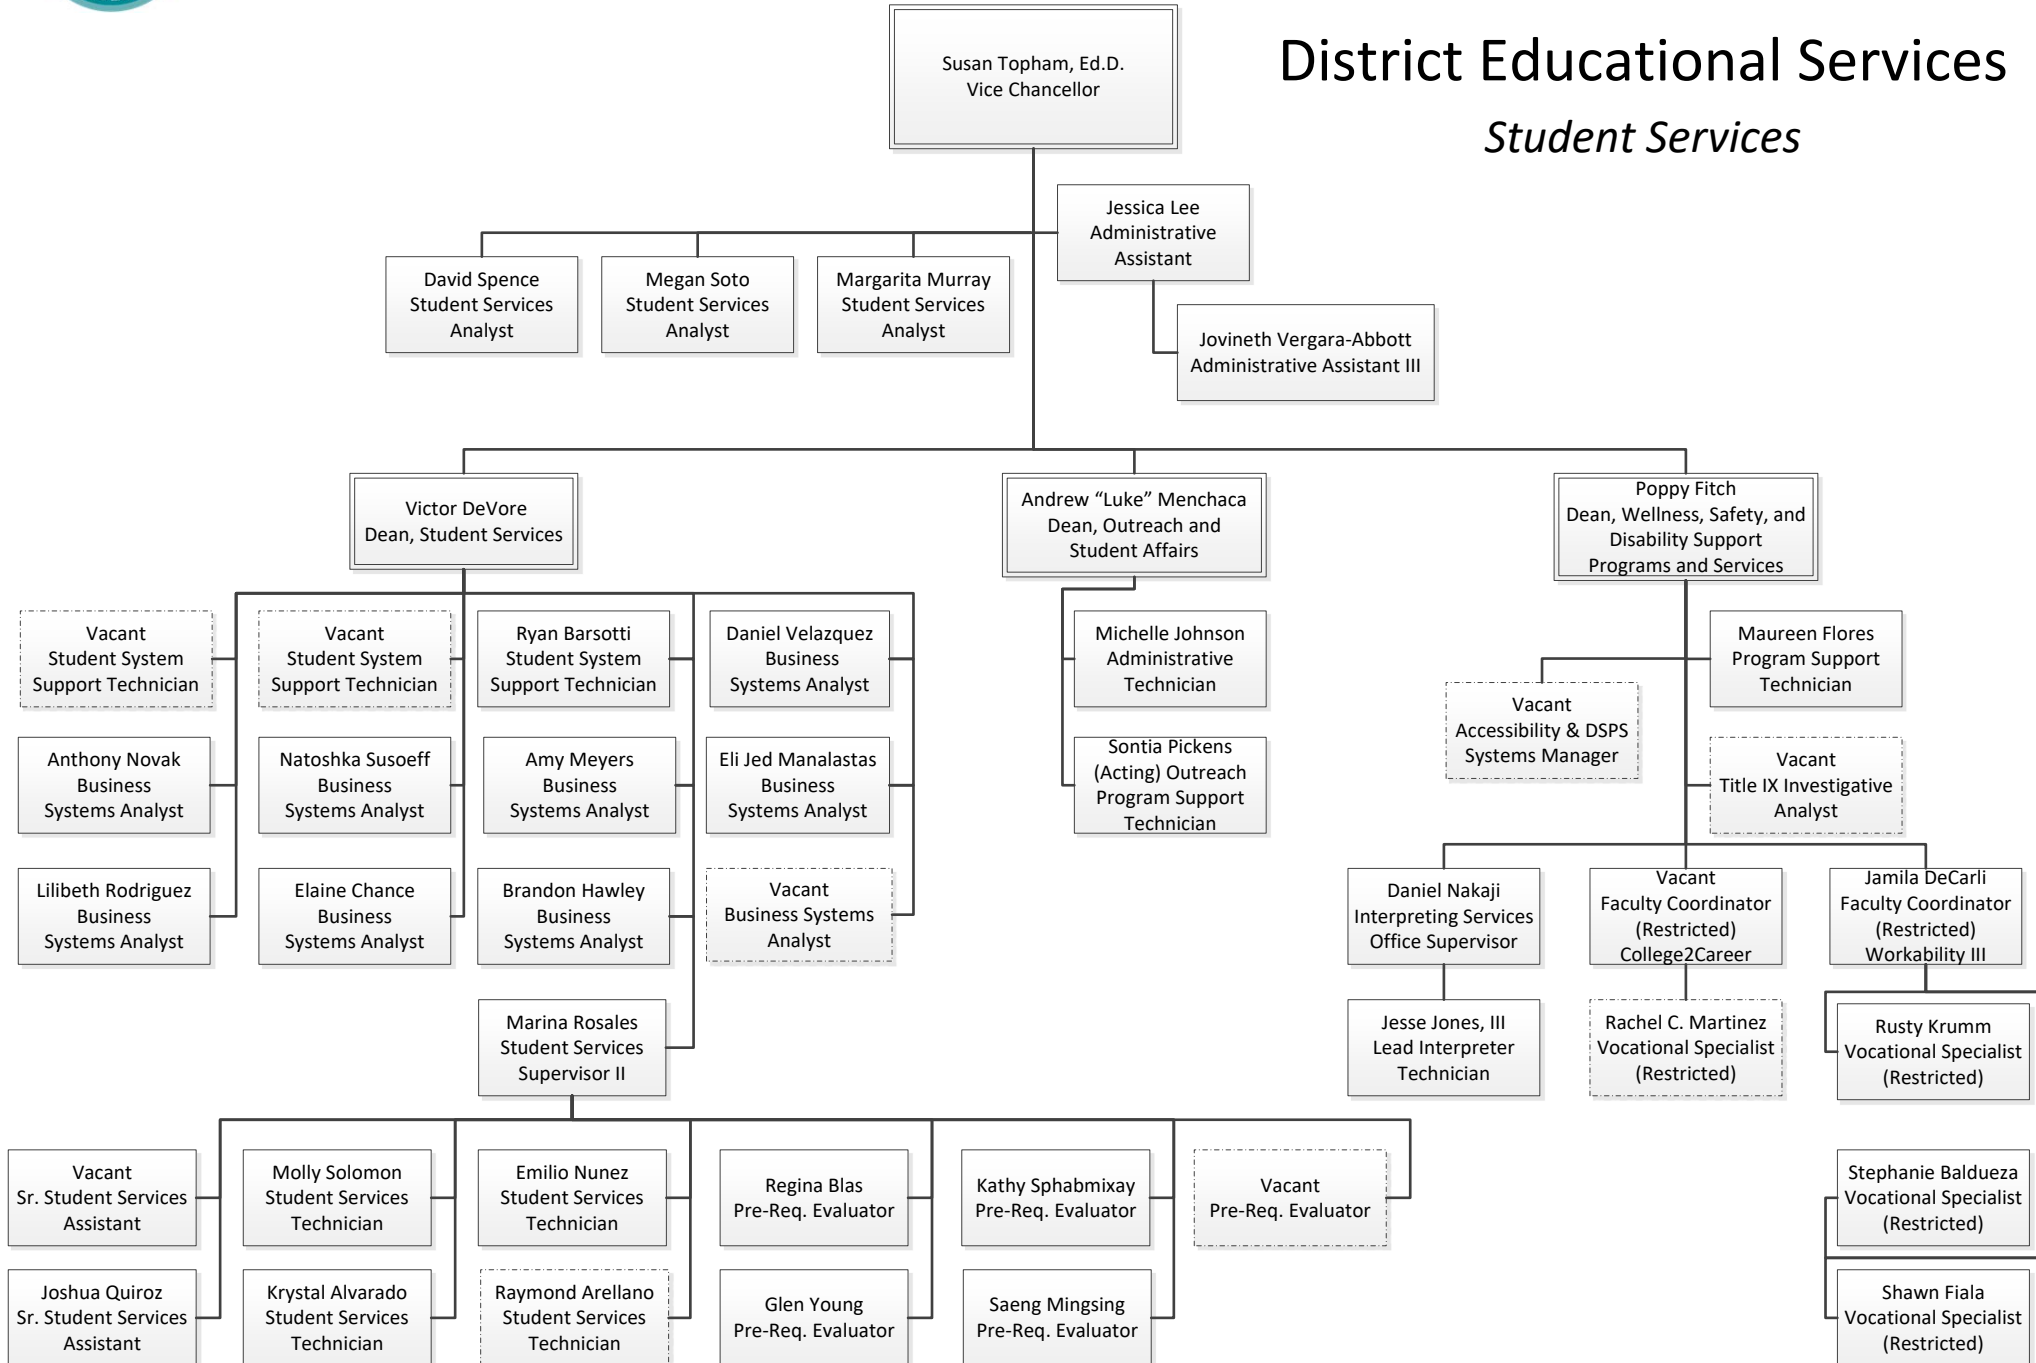 District Educational Services
Student Services
Susan Topham, Ed.D.
Vice Chancellor
Jessica Lee
Administrative
Assistant
David Spence
Student Services
Analyst
Megan Soto
Student Services
Analyst
Margarita Murray
Student Services
Analyst
Jovineth Vergara-Abbott
Administrative Assistant III
Victor DeVore
Dean, Student Services
Andrew “Luke” Menchaca
Dean, Outreach and
Student Affairs
Poppy Fitch
Dean, Wellness, Safety, and
Disability Support
Programs and Services
Vacant
Student System
Support Technician
Vacant
Student System
Support Technician
Ryan Barsotti
Student System
Support Technician
Daniel Velazquez
Business
Systems Analyst
Michelle Johnson
Administrative
Technician
Maureen Flores
Program Support
Technician
Vacant
Accessibility & DSPS
Systems Manager
Anthony Novak
Business
Systems Analyst
Natoshka Susoeff
Business
Systems Analyst
Amy Meyers
Business
Systems Analyst
Eli Jed Manalastas
Business
Systems Analyst
Sontia Pickens
(Acting) Outreach
Program Support
Technician
Vacant
Title IX Investigative
Analyst
Lilibeth Rodriguez
Business
Systems Analyst
Elaine Chance
Business
Systems Analyst
Brandon Hawley
Business
Systems Analyst
Vacant
Business Systems
Analyst
Daniel Nakaji
Interpreting Services
Office Supervisor
Vacant
Faculty Coordinator
(Restricted)
College2Career
Jamila DeCarli
Faculty Coordinator
(Restricted)
Workability III
Marina Rosales
Student Services
Supervisor II
Jesse Jones, III
Lead Interpreter
Technician
Rachel C. Martinez
Vocational Specialist
(Restricted)
Rusty Krumm
Vocational Specialist
(Restricted)
Vacant
Sr. Student Services
Assistant
Molly Solomon
Student Services
Technician
Emilio Nunez
Student Services
Technician
Regina Blas
Pre-Req. Evaluator
Kathy Sphabmixay
Pre-Req. Evaluator
Vacant
Pre-Req. Evaluator
Stephanie Baldueza
Vocational Specialist
(Restricted)
Joshua Quiroz
Sr. Student Services
Assistant
Krystal Alvarado
Student Services
Technician
Raymond Arellano
Student Services
Technician
Glen Young
Pre-Req. Evaluator
Saeng Mingsing
Pre-Req. Evaluator
Shawn Fiala
Vocational Specialist
(Restricted)